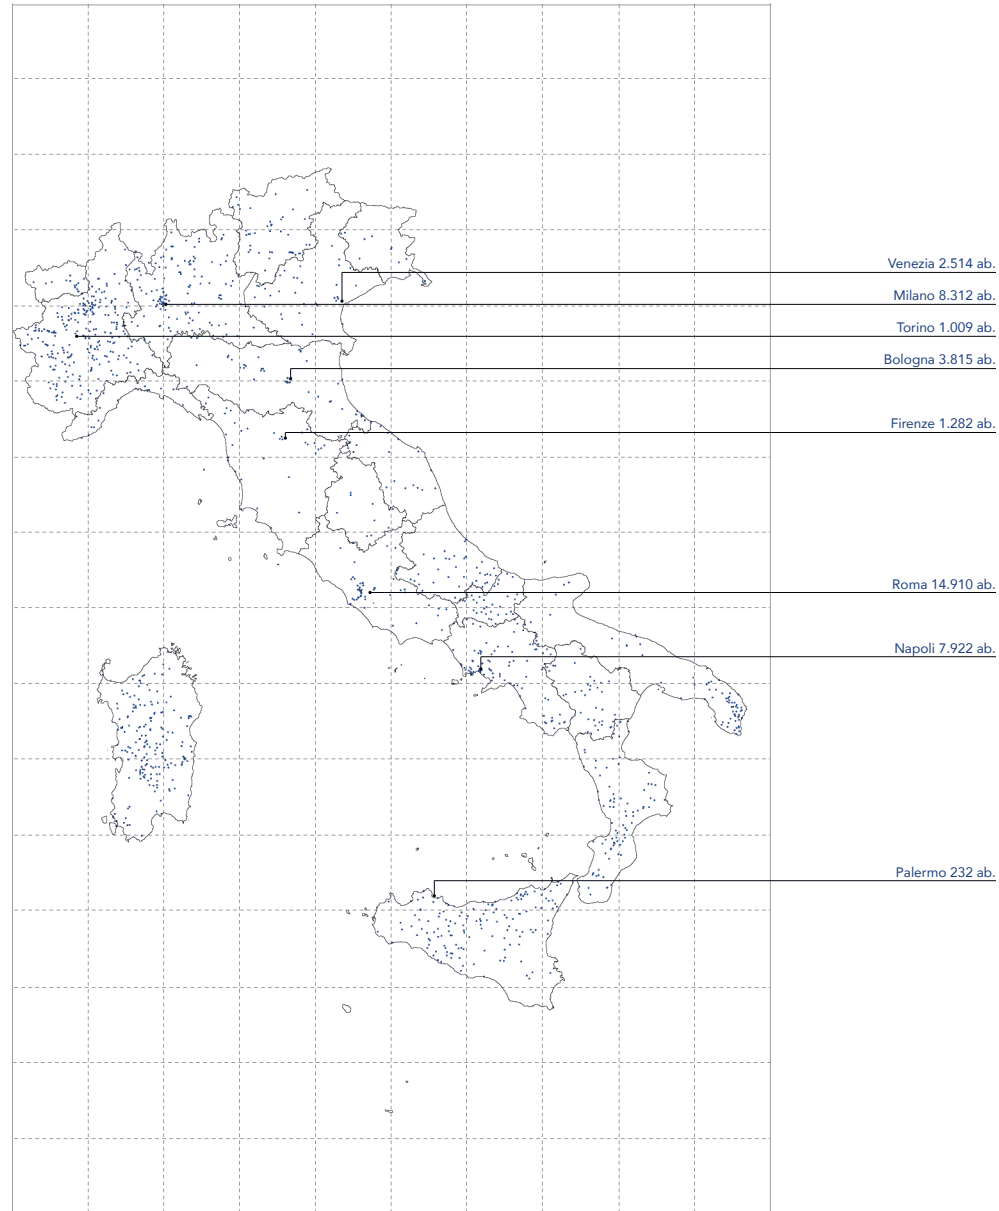 Venezia 2.514 ab.
Milano 8.312 ab.
Torino 1.009 ab.
Bologna 3.815 ab.
Firenze 1.282 ab.
Roma 14.910 ab.
Napoli 7.922 ab.
Palermo 232 ab.